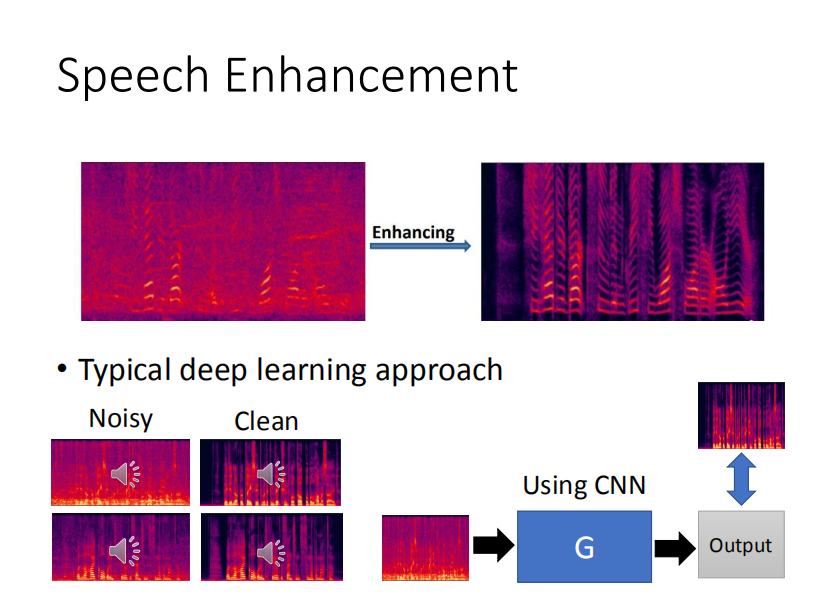 Speech Enhancement
Enhancing
• Typical deep learning approach
Noisy
Clean
Using CNN
G
Output